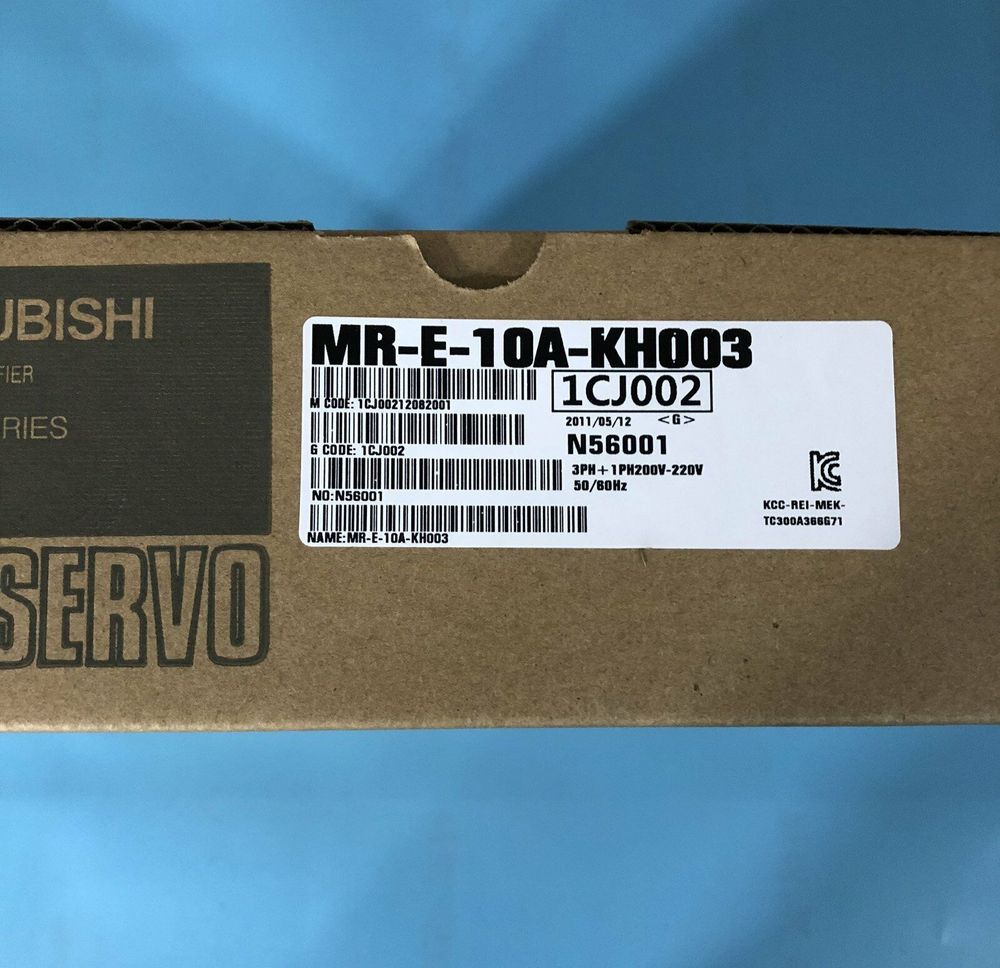 UBISHI
FIER
RIES
SERVO
MR-E-10A-KH003
1CJ002
M CODE: 1CJ00212082001
2011/05/12 <G>
N56001
G CODE: 1CJ002
3PH+1PH200V-220V
50/60Hz
NO:N56001
KC
KCC-REI-MEK-
TC300A366G71
NAME:MR-E-10A-KH003